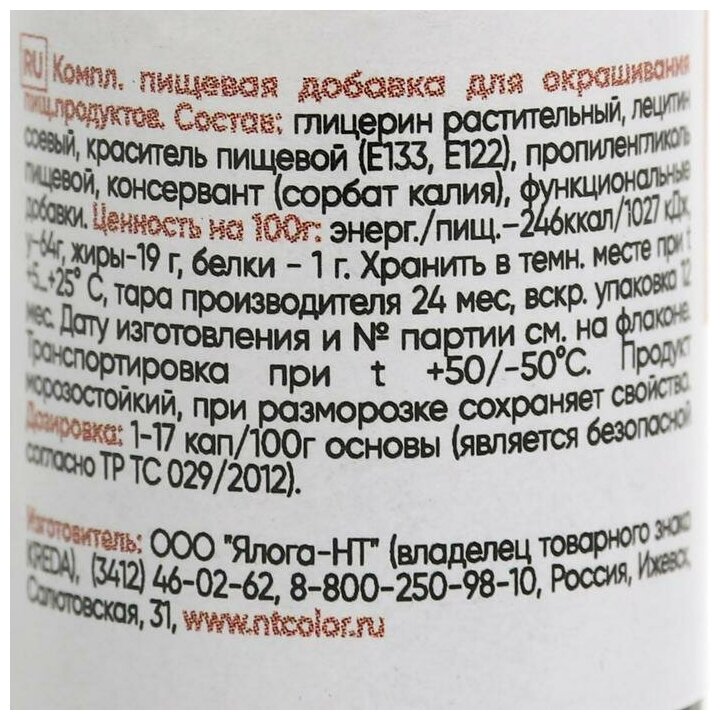 RU Компл. пищевая добавка для окрашивания
пищ.продуктов. Состав: глицерин растительный, лецитин
соевый, краситель пищевой (Е133, Е122), пропиленгликоль
пищевой, консервант (сорбат калия), функциональные
добавки. Ценность на 100г: энерг./пищ.-246ккал/1027 кДж,
у-64г, жиры-19 г, белки - 1 г. Хранить в темн. месте при t
+5...+25° С, тара производителя 24 мес, вскр. упаковка 12
мес. Дату изготовления и № партии см. на флаконе.
Транспортировка при t +50/-50°С. Продукт
морозостойкий, при разморозке сохраняет свойства.
Дозировка: 1-17 кап/100г основы (является безопасной
согласно ТР ТС 029/2012).
Изготовитель: ООО "Ялога-НТ" (владелец товарного знака
KREDA), (3412) 46-02-62, 8-800-250-98-10, Россия, Ижевск,
Салютовская, 31, www.ntcolor.ru